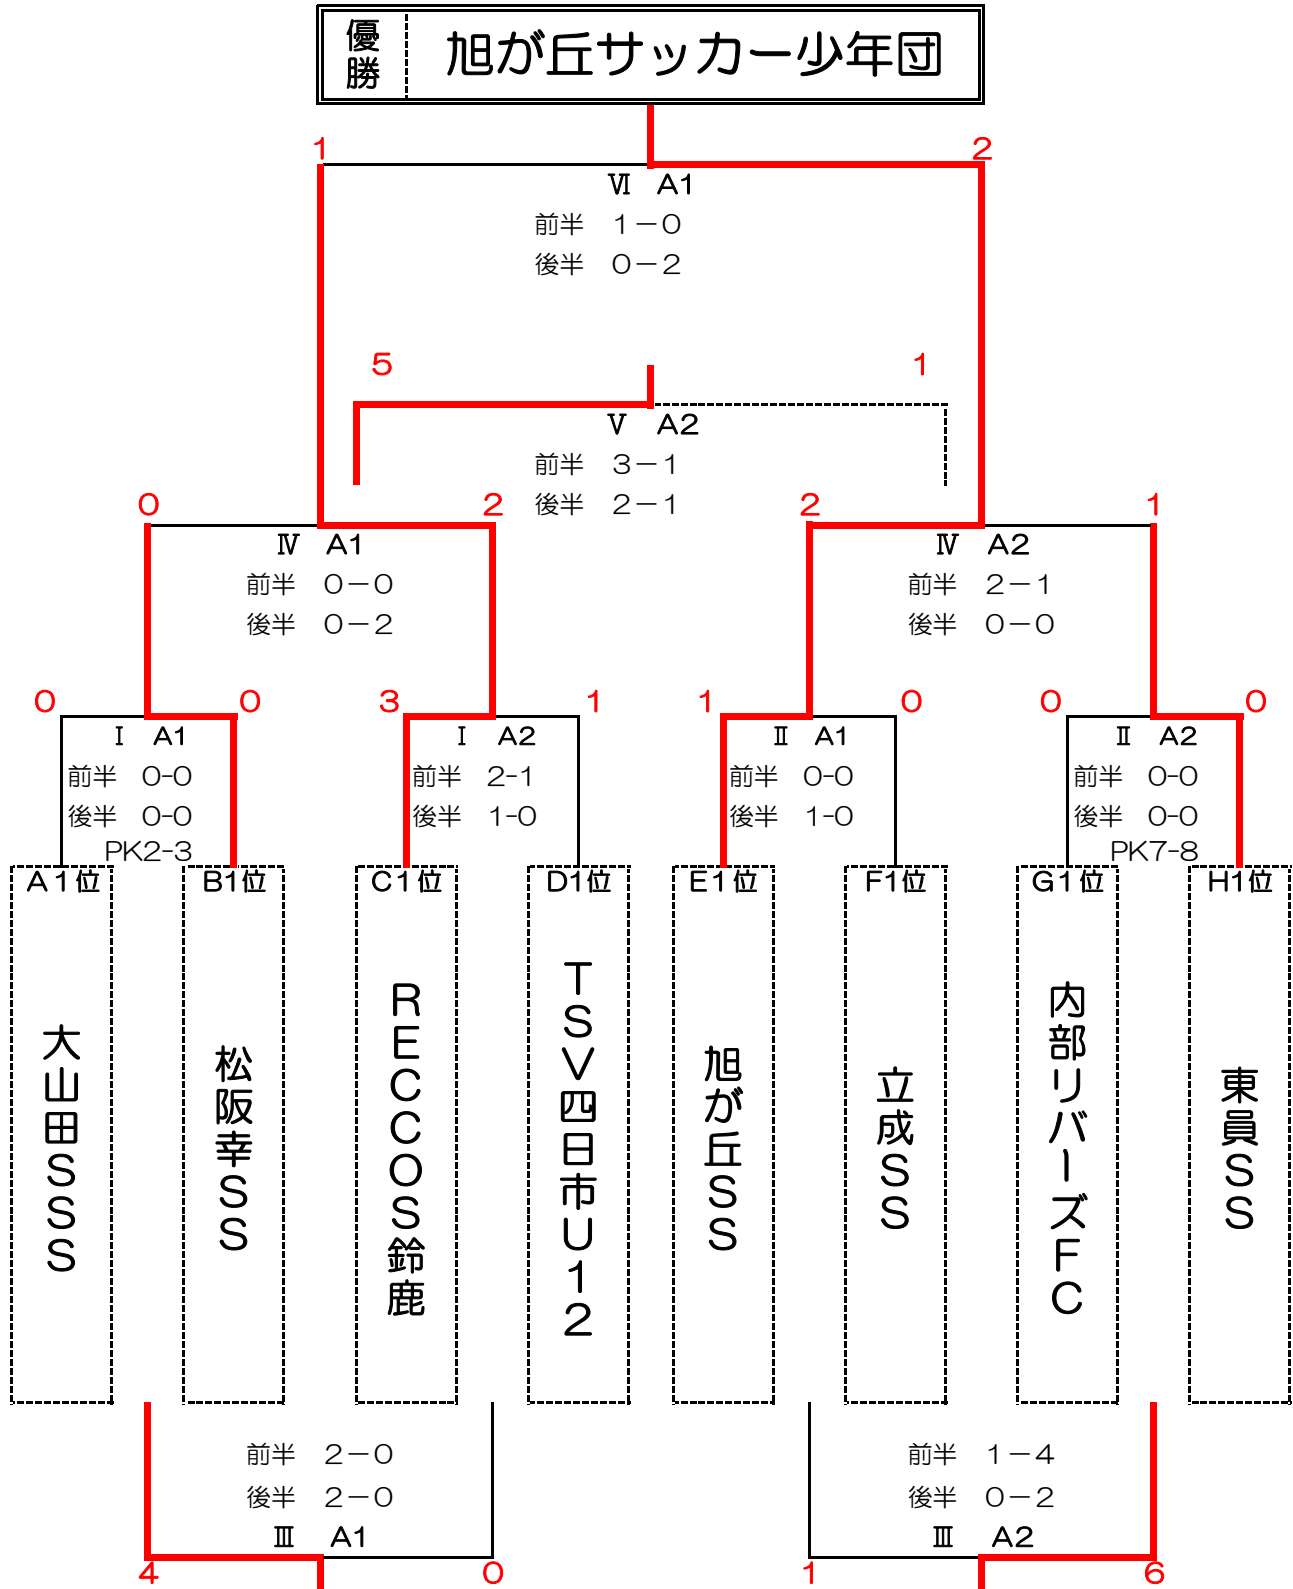 優勝 旭が丘サッカー少年団
1 2
Ⅵ A1
前半 1－0
後半 0－2
5 1
Ⅴ A2
前半 3－1
後半 2－1
0 2 2 1
Ⅳ A1 Ⅳ A2
前半 0－0 前半 2－1
後半 0－2 後半 0－0
0 0 3 1 1 0 0 0
Ⅰ A1 Ⅰ A2 Ⅱ A1 Ⅱ A2
前半 0-0 前半 2-1 前半 0-0 前半 0-0
後半 0-0 後半 1-0 後半 1-0 後半 0-0
PK2-3 PK7-8
A1位 B1位 C1位 D1位 E1位 F1位 G1位 H1位
大山田SSS
松阪幸SS
RECCOS鈴鹿
TSV四日市U12
旭が丘SS
立成SS
内部リバーズFC
東員SS
前半 2－0 前半 1－4
後半 2－0 後半 0－2
Ⅲ A1 Ⅲ A2
4 0 1 6